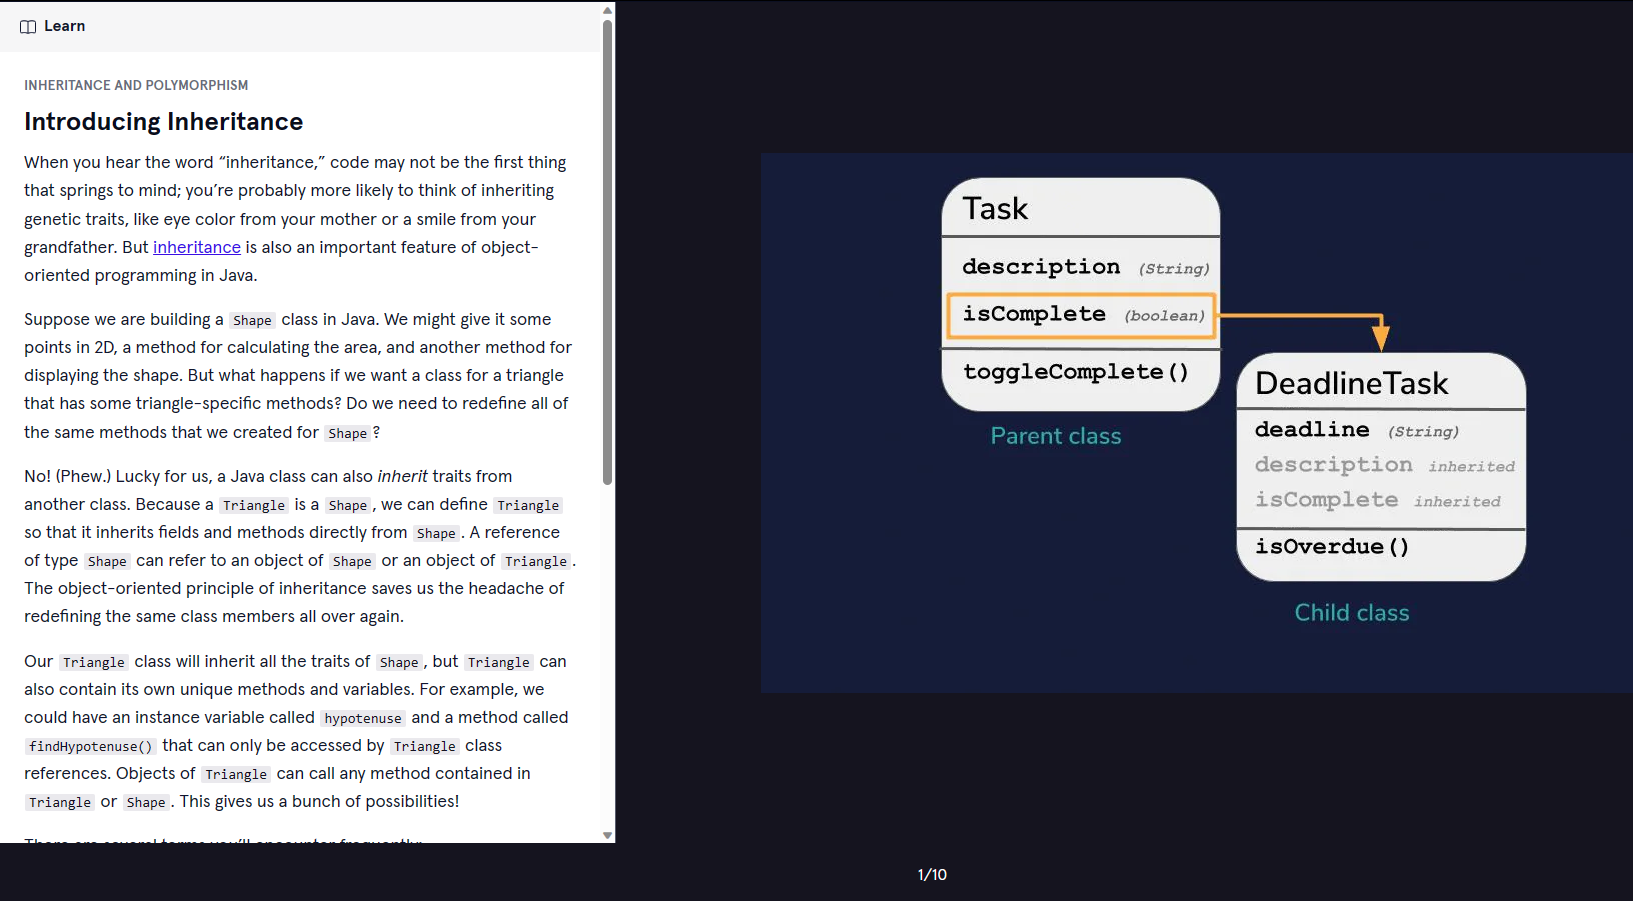 Learn
INHERITANCE AND POLYMORPHISM
Introducing Inheritance
When you hear the word “inheritance,” code may not be the first thing
that springs to mind; you’re probably more likely to think of inheriting
genetic traits, like eye color from your mother or a smile from your
grandfather. But inheritance is also an important feature of object-
oriented programming in Java.
Suppose we are building a Shape class in Java. We might give it some
points in 2D, a method for calculating the area, and another method for
displaying the shape. But what happens if we want a class for a triangle
that has some triangle-specific methods? Do we need to redefine all of
the same methods that we created for Shape?
No! (Phew.) Lucky for us, a Java class can also inherit traits from
another class. Because a Triangle is a Shape, we can define Triangle
so that it inherits fields and methods directly from Shape. A reference
of type Shape can refer to an object of Shape or an object of Triangle.
The object-oriented principle of inheritance saves us the headache of
redefining the same class members all over again.
Our Triangle class will inherit all the traits of Shape, but Triangle can
also contain its own unique methods and variables. For example, we
could have an instance variable called hypotenuse and a method called
findHypotenuse() that can only be accessed by Triangle class
references. Objects of Triangle can call any method contained in
Triangle or Shape. This gives us a bunch of possibilities!
There are several terms you’ll encounter frequently:
Task
description (String)
isComplete (boolean)
toggleComplete()
Parent class
DeadlineTask
deadline (String)
description inherited
isComplete inherited
isOverdue()
Child class
1/10